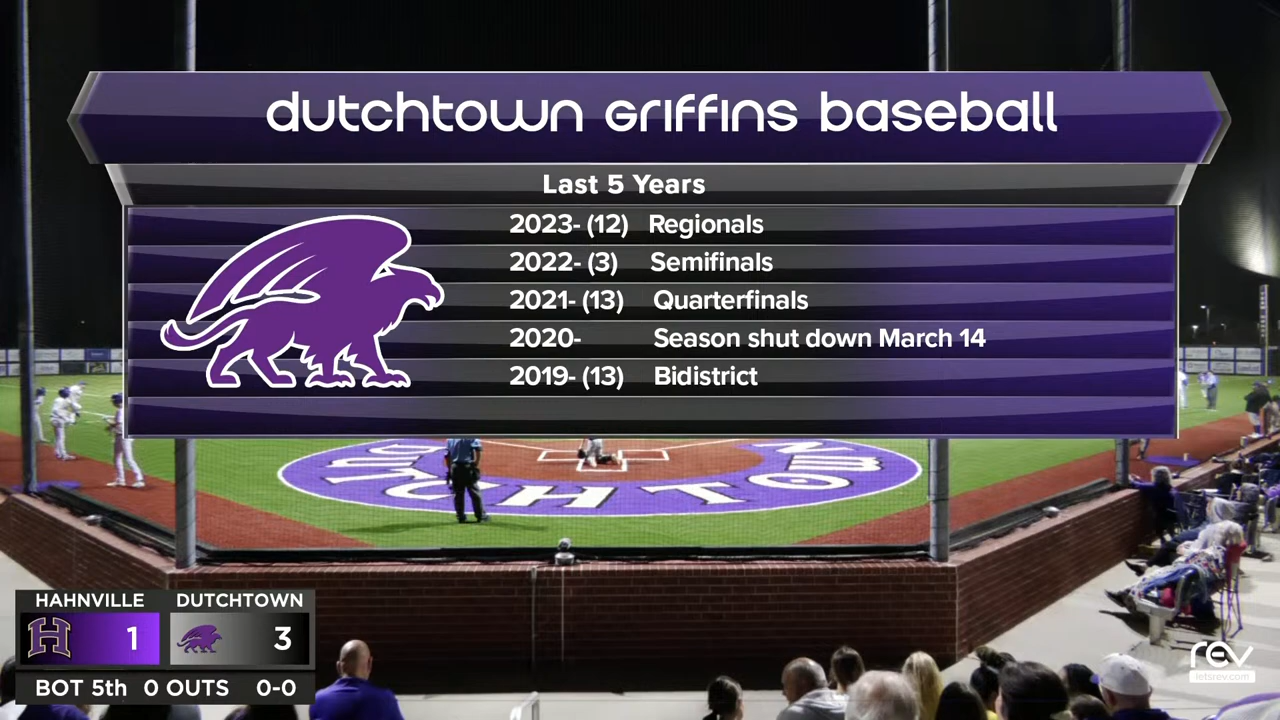 dutchtown Griffins baseball
Last 5 Years
2023- (12) Regionals
2022- (3) Semifinals
2021- (13) Quarterfinals
2020- Season shut down March 14
2019- (13) Bidistrict
DUTCHTOWN
HAHNVILLE DUTCHTOWN
H 1 3
BOT 5th 0 OUTS 0-0
rev
letsrev.com